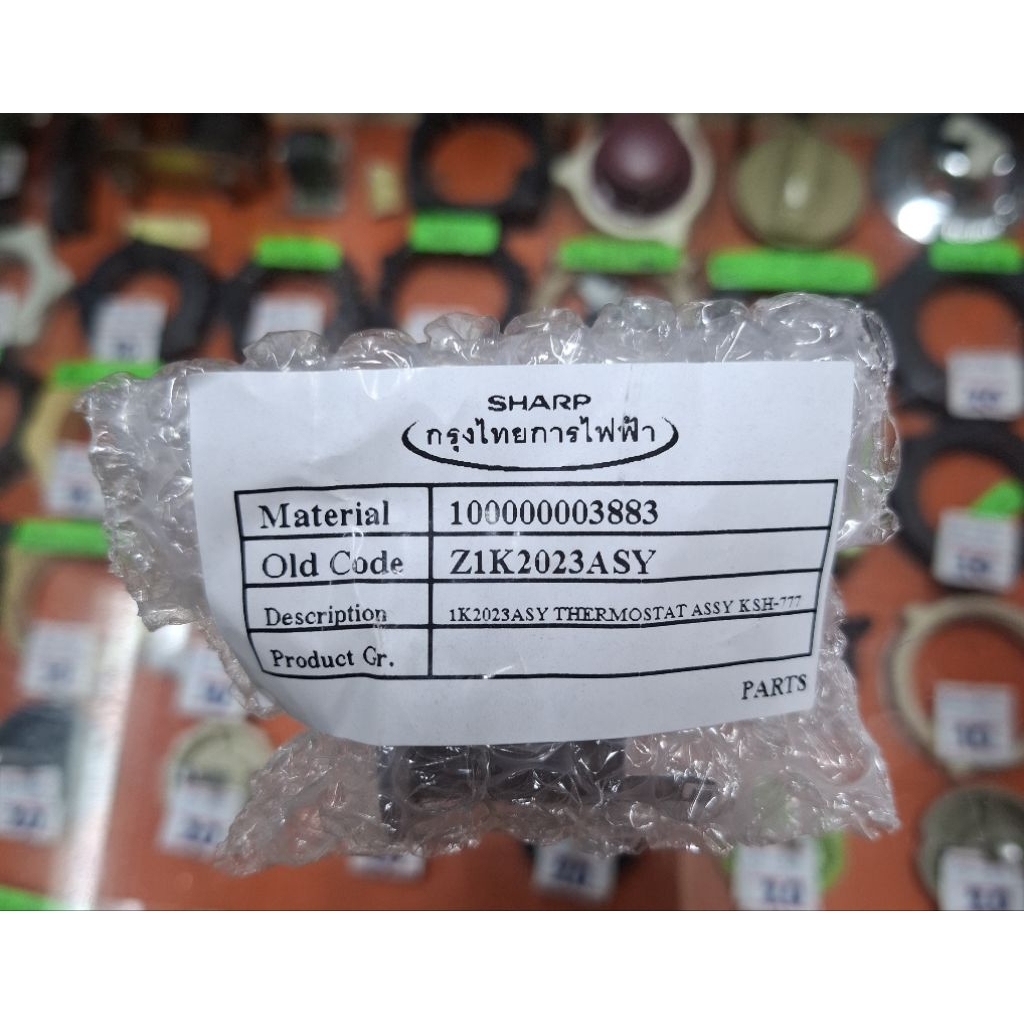 SHARP
กรุงไทยการไฟฟ้า
Material 100000003883
Old Code Z1K2023ASY
Description 1K2023ASY THERMOSTAT ASSY KSH-777
Product Gr.
PARTS